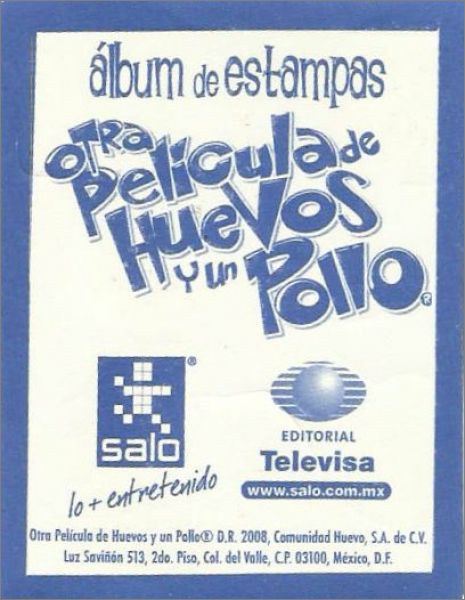 álbum de estampas
OTRA
Película de
HUEVOS
Y un
POLLO®
salo®
lo + entretenido
EDITORIAL
Televisa
www.salo.com.mx
Otra Película de Huevos y un Pollo® D.R. 2008, Comunidad Huevo, S.A. de C.V.
Luz Saviñón 513, 2do. Piso, Col. del Valle, C.P. 03100, México, D.F.